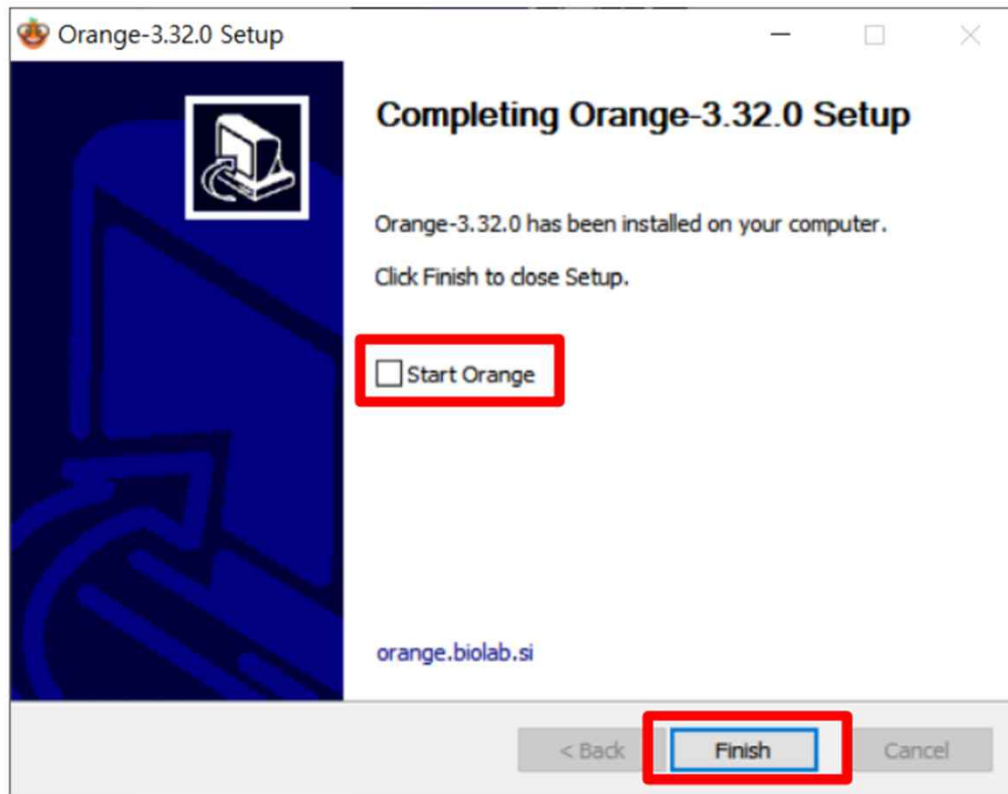 Orange-3.32.0 Setup
Completing Orange-3.32.0 Setup
Orange-3.32.0 has been installed on your computer.
Click Finish to close Setup.
Start Orange
orange.biolab.si
< Back Finish Cancel